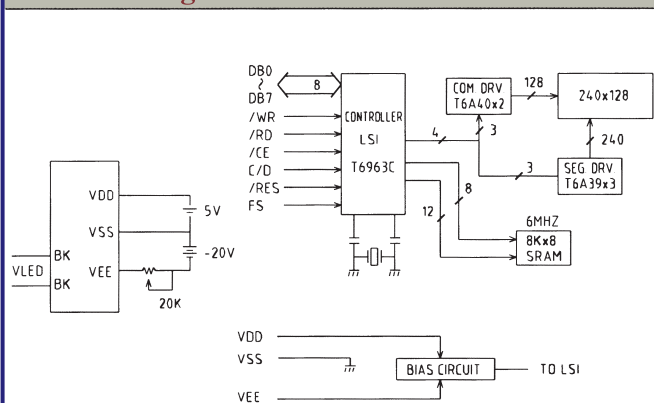 DB0
~
DB7
8
/WR
/RD
/CE
C/D
/RES
FS
CONTROLLER
LSI
T6963C
4
3
COM DRV
T6A40x2
128
240x128
240
3
SEG DRV
T6A39x3
8
12
6MHZ
8Kx8
SRAM
VDD
5V
VSS
-20V
BK
VLED
BK
VEE
20K
VDD
VSS
VEE
BIAS CIRCUIT
TO LSI